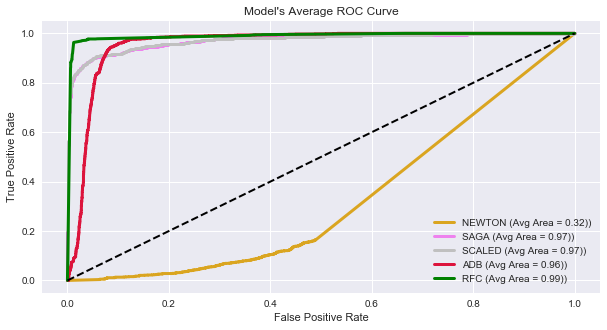 Model's Average ROC Curve
True Positive Rate
1.0
0.8
0.6
0.4
0.2
0.0
NEWTON (Avg Area = 0.32))
SAGA (Avg Area = 0.97))
SCALED (Avg Area = 0.97))
ADB (Avg Area = 0.96))
RFC (Avg Area = 0.99))
0.0 0.2 0.4 0.6 0.8 1.0
False Positive Rate